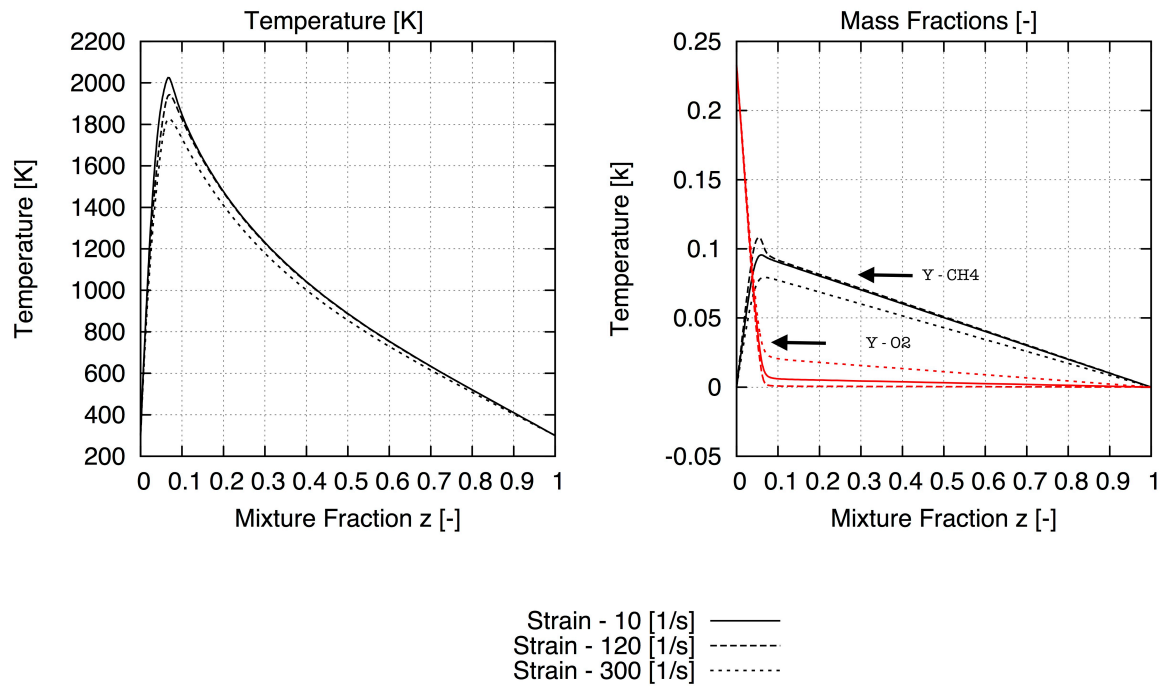 Temperature [K]
2200
2000
1800
1600
1400
1200
1000
800
600
400
200
Temperature [K]
0 0.1 0.2 0.3 0.4 0.5 0.6 0.7 0.8 0.9 1
Mixture Fraction z [-]
Mass Fractions [-]
0.25
0.2
0.15
0.1
0.05
0
-0.05
Temperature [k]
Y - CH4
Y - O2
0 0.1 0.2 0.3 0.4 0.5 0.6 0.7 0.8 0.9 1
Mixture Fraction z [-]
Strain - 10 [1/s]
Strain - 120 [1/s]
Strain - 300 [1/s]